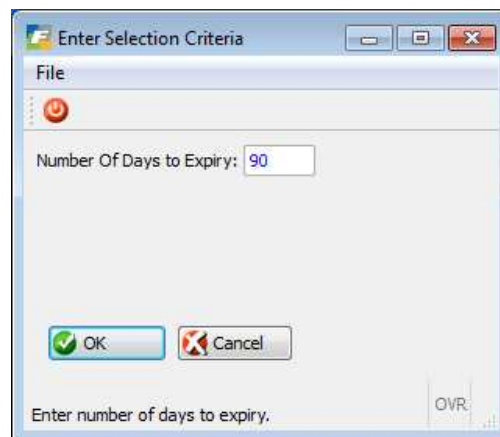 Enter Selection Criteria
File
Number Of Days to Expiry: 90
OK Cancel
Enter number of days to expiry. OVR